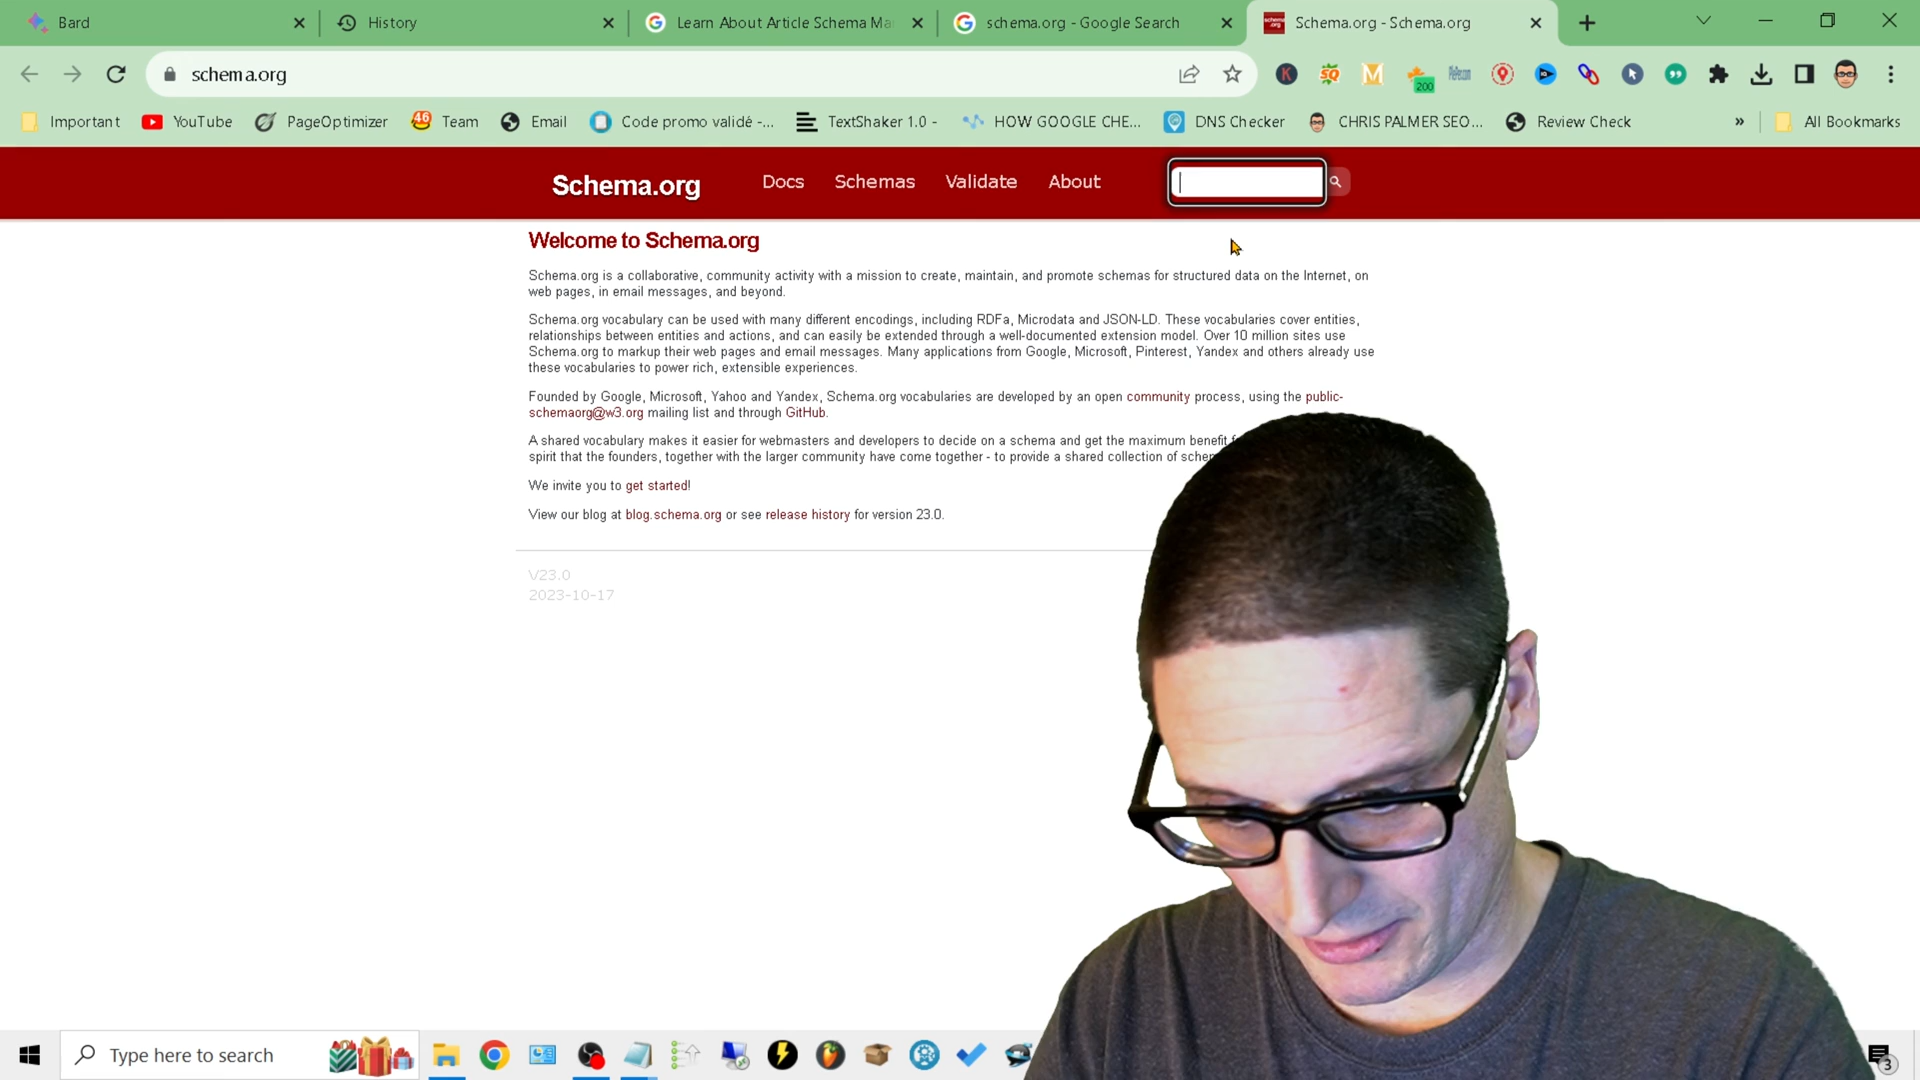 Bard
History
Learn About Article Schema Ma
schema.org - Google Search
Schema.org - Schema.org
schema.org
200
Important
YouTube
PageOptimizer
46
Team
Email
Code promo validé -...
TextShaker 1.0 -
HOW GOOGLE CHE...
DNS Checker
CHRIS PALMER SEO...
Review Check
»
All Bookmarks
Schema.org
Docs
Schemas
Validate
About
Welcome to Schema.org
Schema.org is a collaborative, community activity with a mission to create, maintain, and promote schemas for structured data on the Internet, on
web pages, in email messages, and beyond.
Schema.org vocabulary can be used with many different encodings, including RDFa, Microdata and JSON-LD. These vocabularies cover entities,
relationships between entities and actions, and can easily be extended through a well-documented extension model. Over 10 million sites use
Schema.org to markup their web pages and email messages. Many applications from Google, Microsoft, Pinterest, Yandex and others already use
these vocabularies to power rich, extensible experiences.
Founded by Google, Microsoft, Yahoo and Yandex, Schema.org vocabularies are developed by an open community process, using the public-
schemaorg@w3.org mailing list and through GitHub.
A shared vocabulary makes it easier for webmasters and developers to decide on a schema and get the maximum benefit
spirit that the founders, together with the larger community have come together - to provide a shared collection of
We invite you to get started!
View our blog at blog.schema.org or see release history for version 23.0.
V23.0
2023-10-17
Type here to search
3